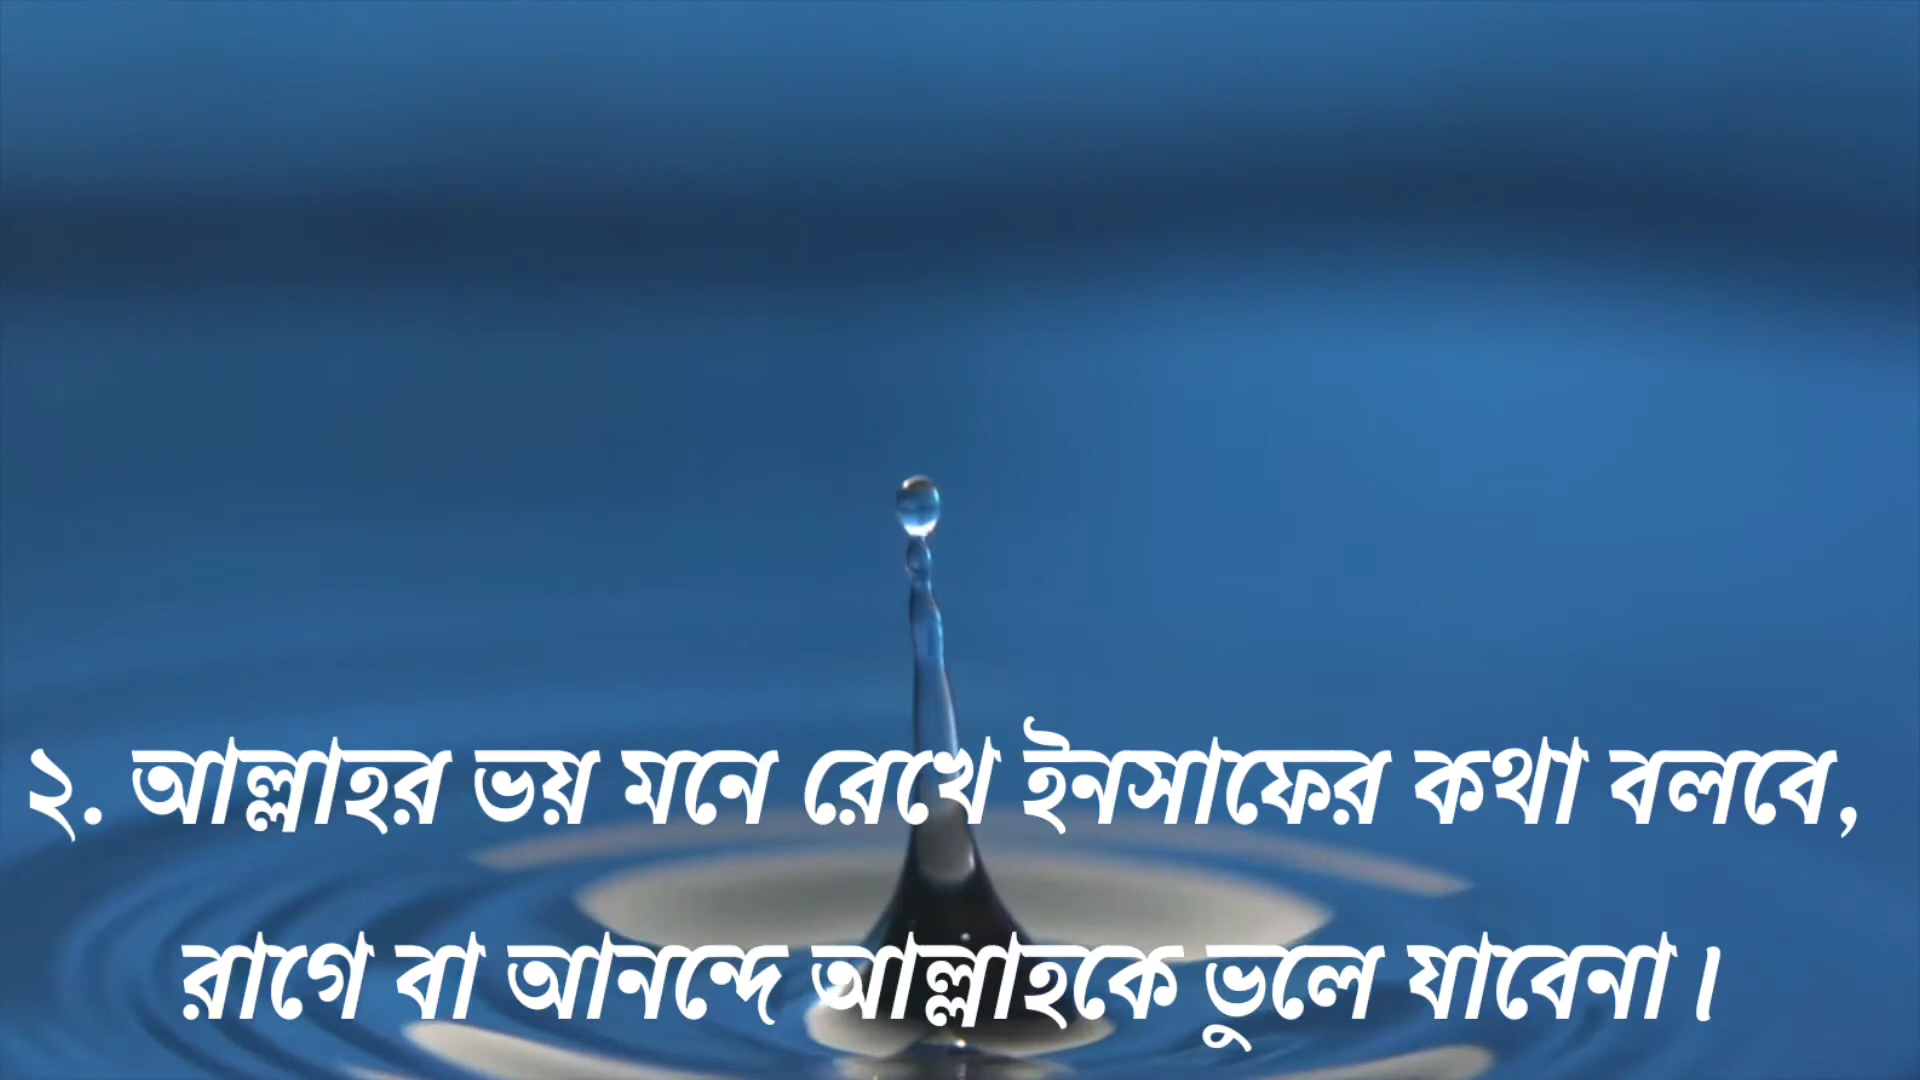 ২. আল্লাহর ভয় মনে রেখে ইনসাফের কথা বলবে,
রাগে বা আনন্দে আল্লাহকে ভুলে যাবেনা।